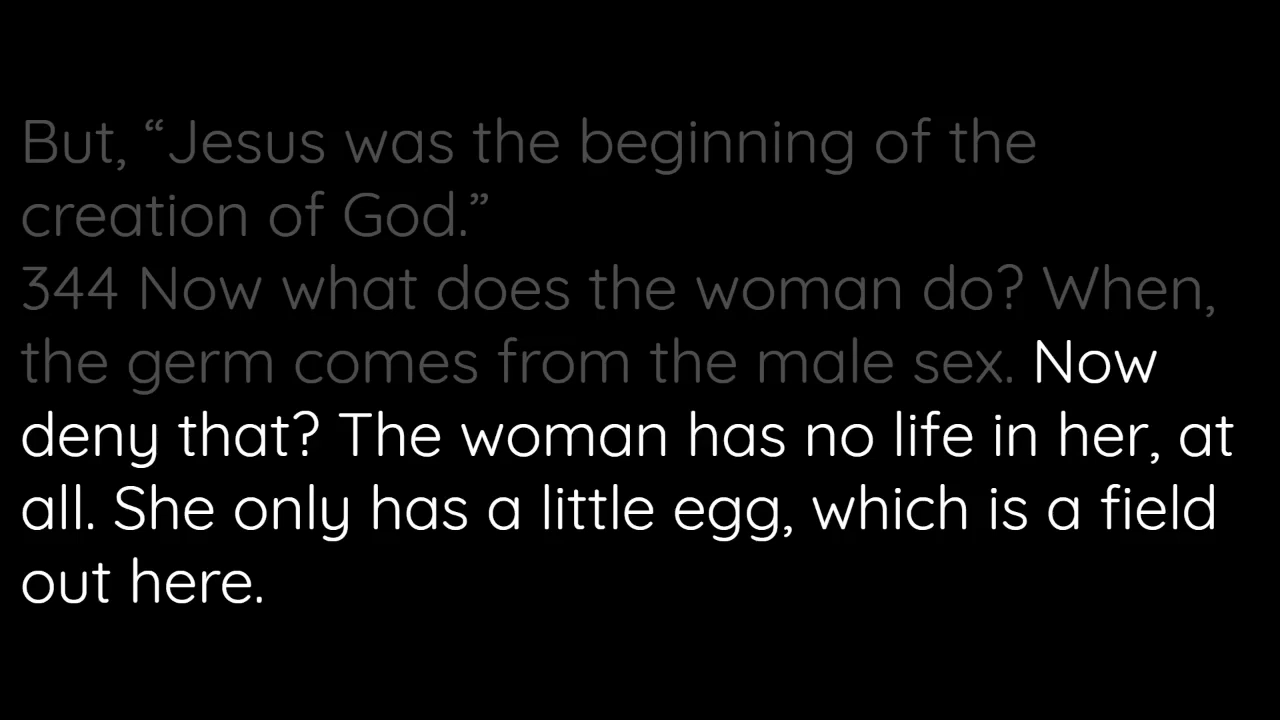 But, “Jesus was the beginning of the
creation of God.”
344 Now what does the woman do? When,
the germ comes from the male sex. Now
deny that? The woman has no life in her, at
all. She only has a little egg, which is a field
out here.